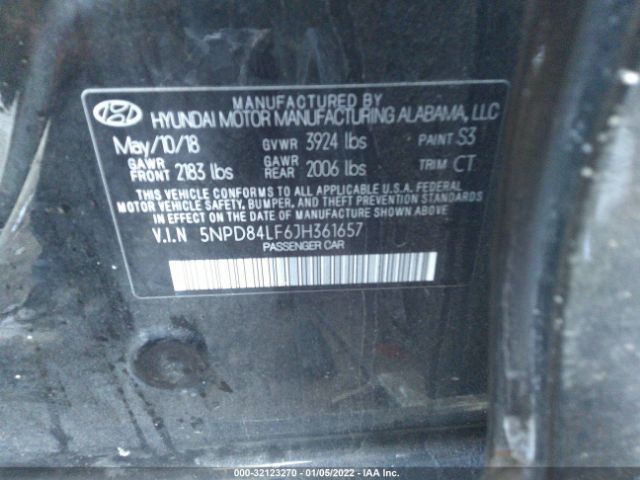 MANUFACTURED BY
HYUNDAI MOTOR MANUFACTURING ALABAMA, LLC
May/10/18 GVWR 3924 lbs PAINT S3
GAWR FRONT 2183 lbs GAWR REAR 2006 lbs TRIM CT
THIS VEHICLE CONFORMS TO ALL APPLICABLE U.S.A. FEDERAL
MOTOR VEHICLE SAFETY, BUMPER, AND THEFT PREVENTION STANDARDS
IN EFFECT ON THE DATE OF MANUFACTURE SHOWN ABOVE.
V.I.N 5NPD84LF6JH361657
PASSENGER CAR
000-32123270 - 01/05/2022 - IAA Inc.